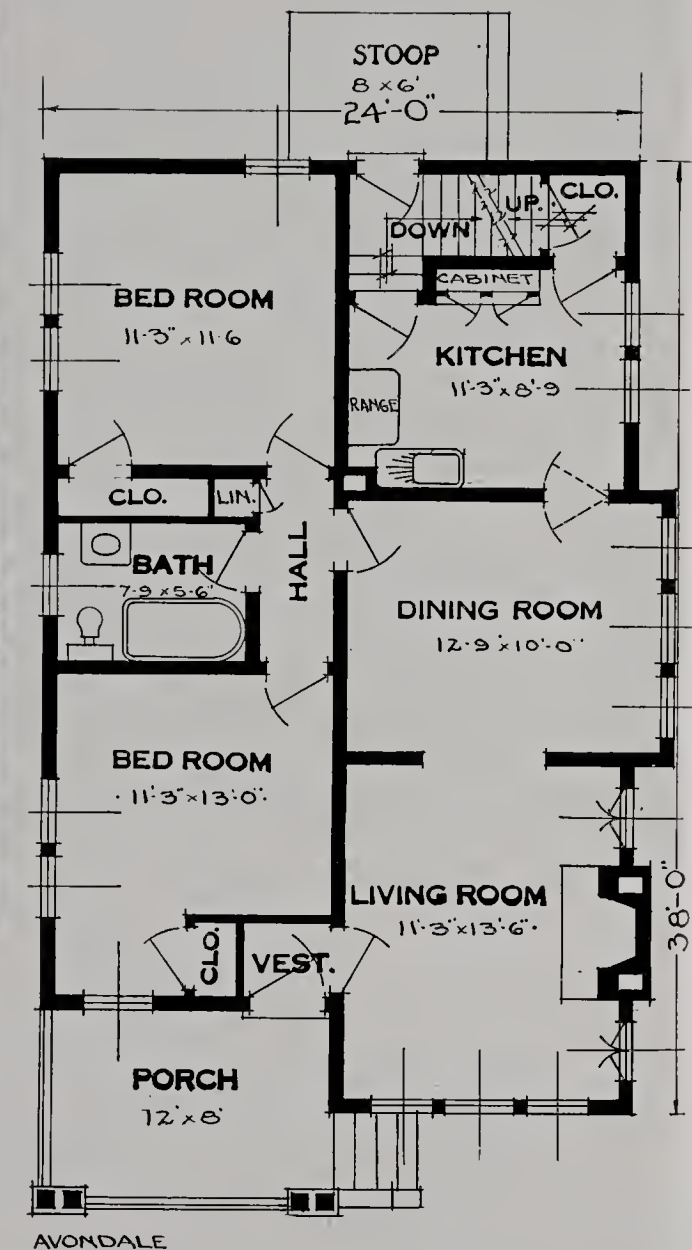 STOOP
8 x 6'
24'-0"
CLO.
UP.
DOWN
CABINET
BED ROOM
11-3" x 11-6
KITCHEN
11'-3" x 8'-9
RANGE
CLO.
LIN.
HALL
BATH
7-9 x 5-6"
DINING ROOM
12-9" x 10'-0"
BED ROOM
11'-3" x 13'-0"
LIVING ROOM
11'-3" x 13'-6"
38'-0"
CLO.
VEST.
PORCH
12' x 8'
AVONDALE